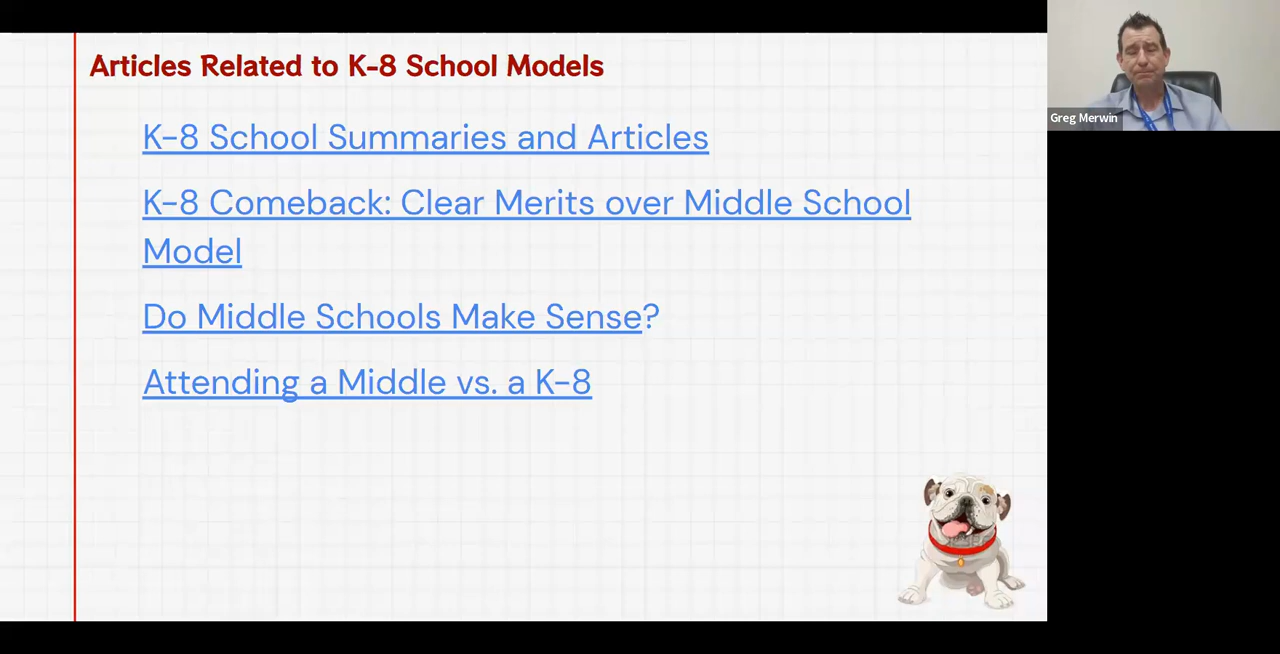 Articles Related to K-8 School Models
K-8 School Summaries and Articles
K-8 Comeback: Clear Merits over Middle School
Model
Do Middle Schools Make Sense?
Attending a Middle vs. a K-8
Greg Merwin